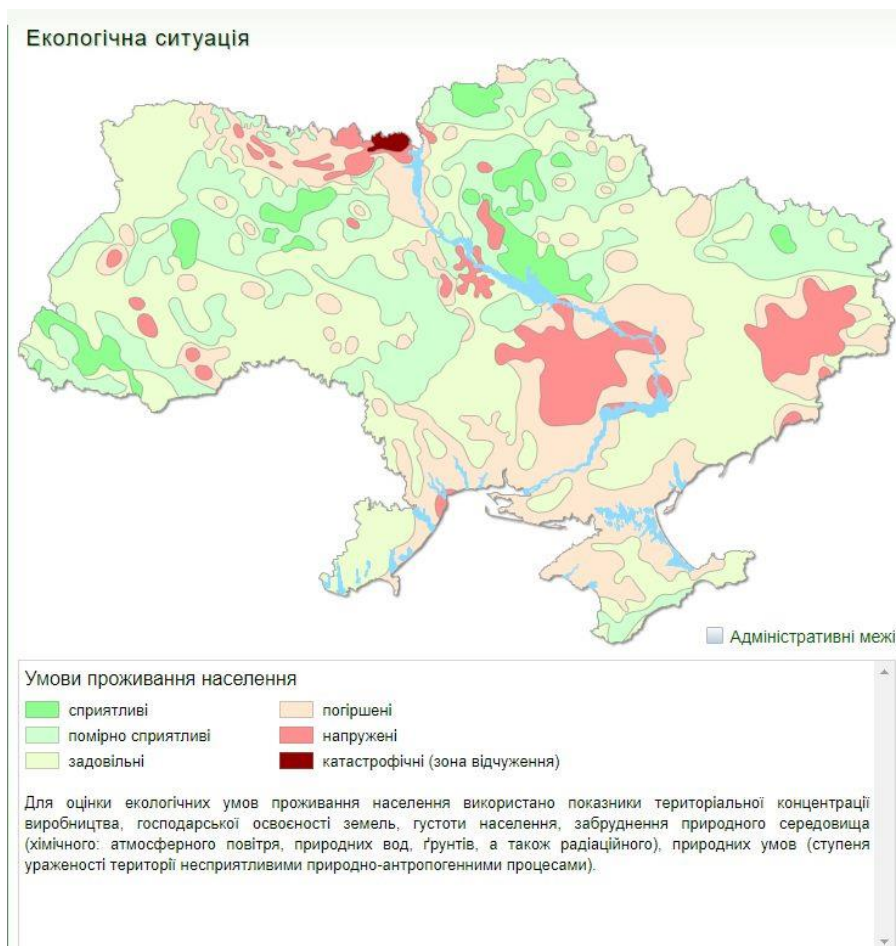 Екологічна ситуація
Адміністративні межі
Умови проживання населення
сприятливі
помірно сприятливі
задовільні
погіршені
напружені
катастрофічні (зона відчуження)
Для оцінки екологічних умов проживання населення використано показники територіальної концентрації
виробництва, господарської освоєності земель, густоти населення, забруднення природного середовища
(хімічного: атмосферного повітря, природних вод, ґрунтів, а також радіаційного), природних умов (ступеня
ураженості території несприятливими природно-антропогенними процесами).